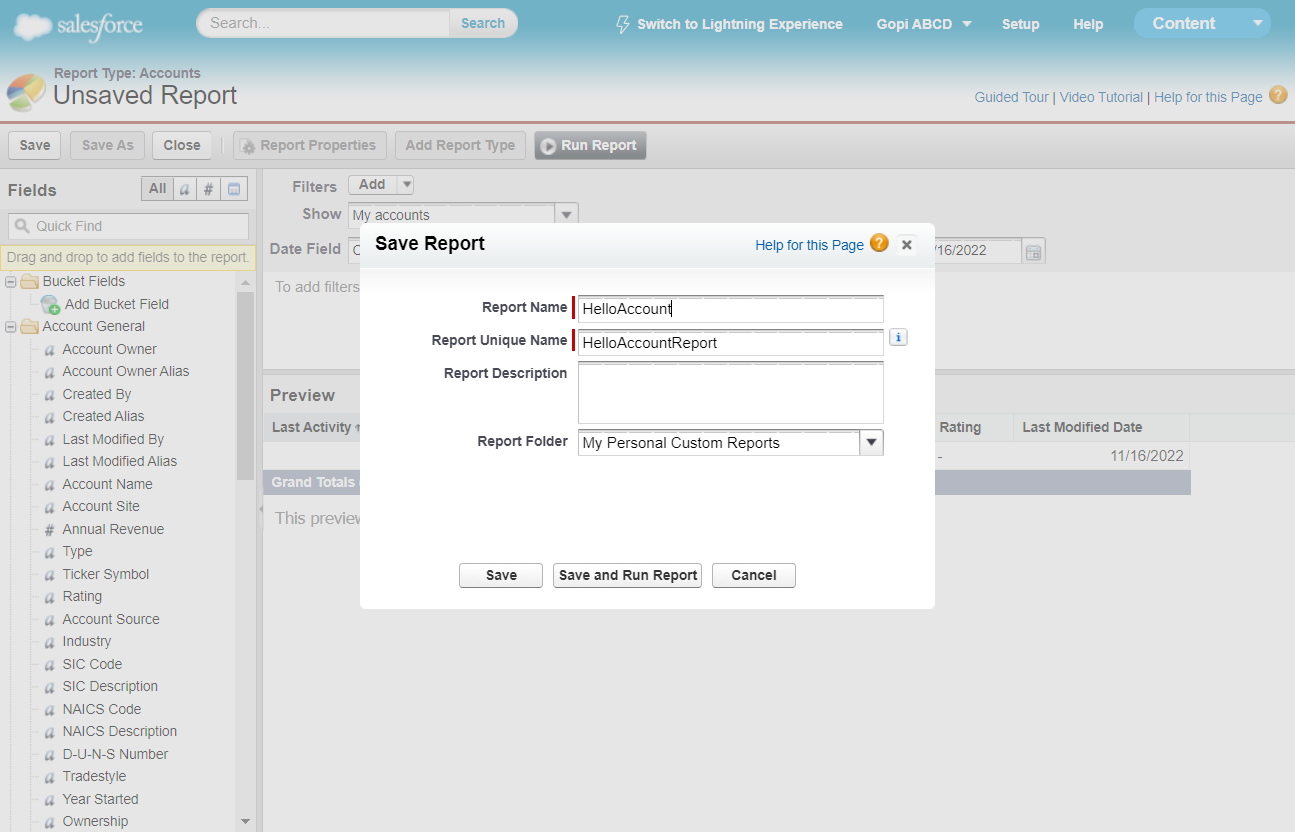 salesforce
Search...
Search
Switch to Lightning Experience
Gopi ABCD
Setup
Help
Content
Report Type: Accounts
Unsaved Report
Guided Tour | Video Tutorial | Help for this Page ?
Save
Save As
Close
Report Properties
Add Report Type
Run Report
Fields
All
a
#
Quick Find
Drag and drop to add fields to the report.
Bucket Fields
Add Bucket Field
Account General
a Account Owner
a Account Owner Alias
a Created By
a Created Alias
a Last Modified By
a Last Modified Alias
a Account Name
a Account Site
# Annual Revenue
a Type
a Ticker Symbol
a Rating
a Account Source
a Industry
a SIC Code
a SIC Description
a NAICS Code
a NAICS Description
a D-U-N-S Number
a Tradestyle
a Year Started
a Ownership
Filters
Add
Show
My accounts
Date Field
/16/2022
To add filters
Save Report
Help for this Page ?
Report Name
HelloAccount
Report Unique Name
HelloAccountReport
i
Report Description
Report Folder
My Personal Custom Reports
Save
Save and Run Report
Cancel
Preview
Last Activity
Rating
Last Modified Date
-
11/16/2022
Grand Totals
This preview